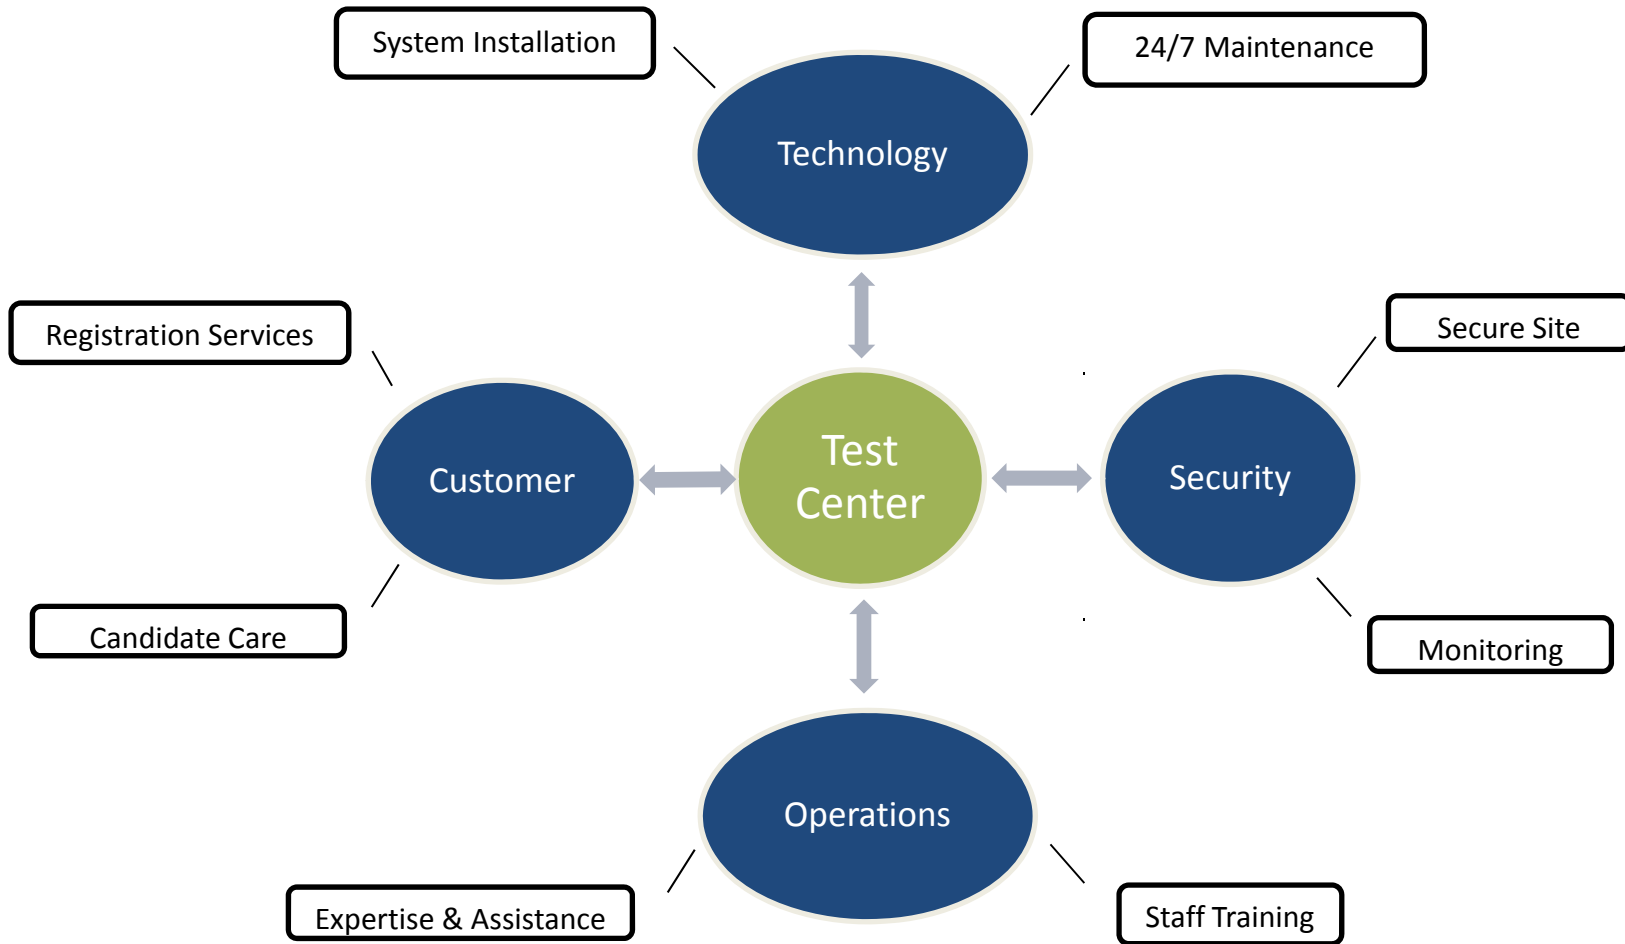 System Installation
24/7 Maintenance
Technology
Registration Services
Secure Site
Customer
Test
Center
Security
Candidate Care
Monitoring
Operations
Expertise & Assistance
Staff Training